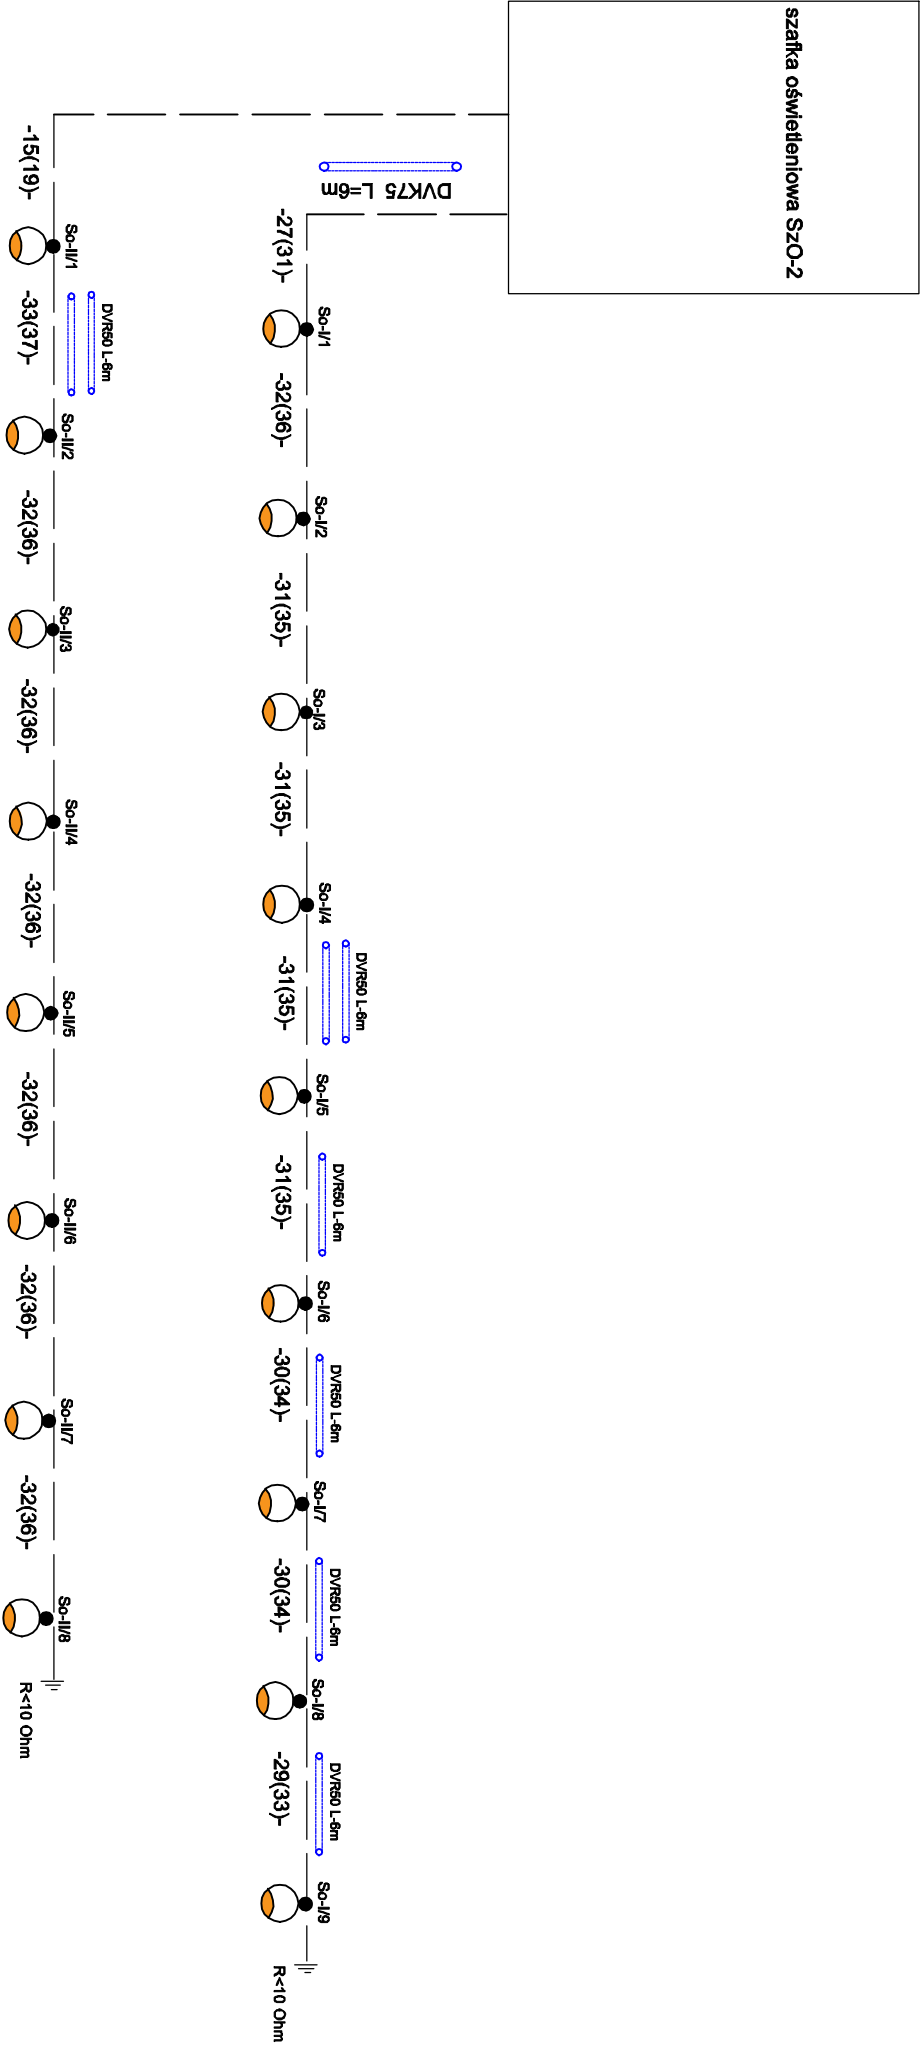 szafka oświetleniowa SzO-2
DVK75 L=6m
-27(31)-
So-I/1
-32(36)-
So-I/2
-31(35)-
So-I/3
-31(35)-
So-I/4
DVR50 L-6m
-31(35)-
So-I/5
DVR50 L-6m
-31(35)-
So-I/6
DVR50 L-6m
-30(34)-
So-I/7
DVR50 L-6m
-30(34)-
So-I/8
DVR50 L-6m
-29(33)-
So-I/9
R<10 Ohm
-15(19)-
So-II/1
DVR50 L-6m
-33(37)-
So-II/2
-32(36)-
So-II/3
-32(36)-
So-II/4
-32(36)-
So-II/5
-32(36)-
So-II/6
-32(36)-
So-II/7
-32(36)-
So-II/8
R<10 Ohm